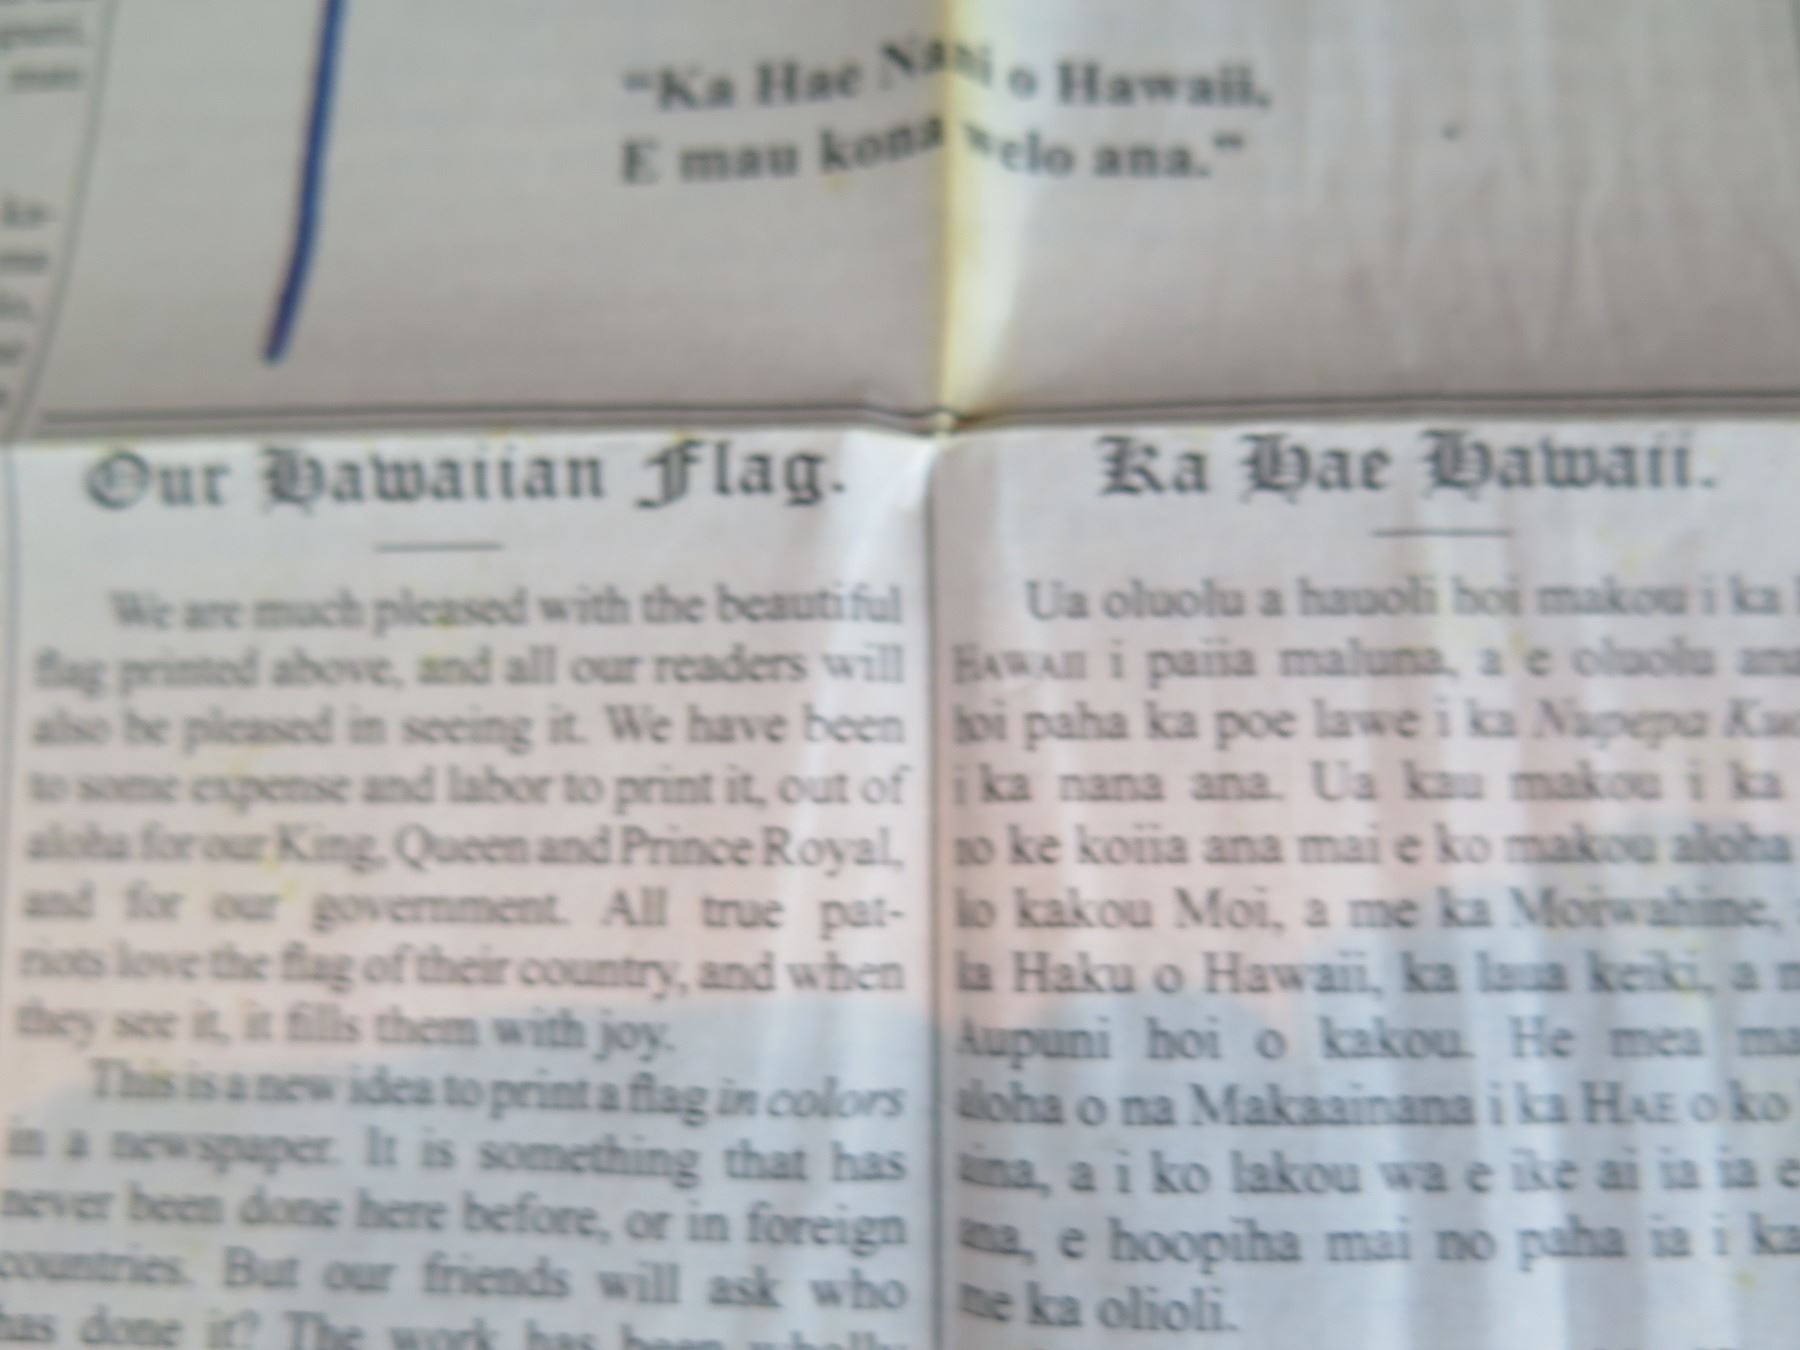 "Ka Hae Nani o Hawaii,
E mau kona welo ana."
Our Hawaiian Flag.
We are much pleased with the beautiful
flag printed above, and all our readers will
also be pleased in seeing it. We have been
to some expense and labor to print it, out of
aloha for our King, Queen and Prince Royal,
and for our government. All true pat-
riots love the flag of their country, and when
they see it, it fills them with joy.
This is a new idea to print a flag in colors
in a newspaper. It is something that has
never been done here before, or in foreign
countries. But our friends will ask who
has done it? The work has been wholly
Ka Hae Hawaii.
Ua oluolu a hauoli hoi makou i ka
HAWAII i paiia maluna, a e oluolu ana
hoi paha ka poe lawe i ka Nupepa
i ka nana ana. Ua kau makou i ka
no ke koiia ana mai e ko makou aloha
ko kakou Moi, a me ka Moiwahine,
ka Haku o Hawaii, ka laua keiki, a
Aupuni hoi o kakou. He mea
aloha o na Makaainana i ka HAE o ko
aina, a i ko lakou wa e ike ai ia ia
ana, e hoopiha mai no paha ia i ka
me ka olioli.